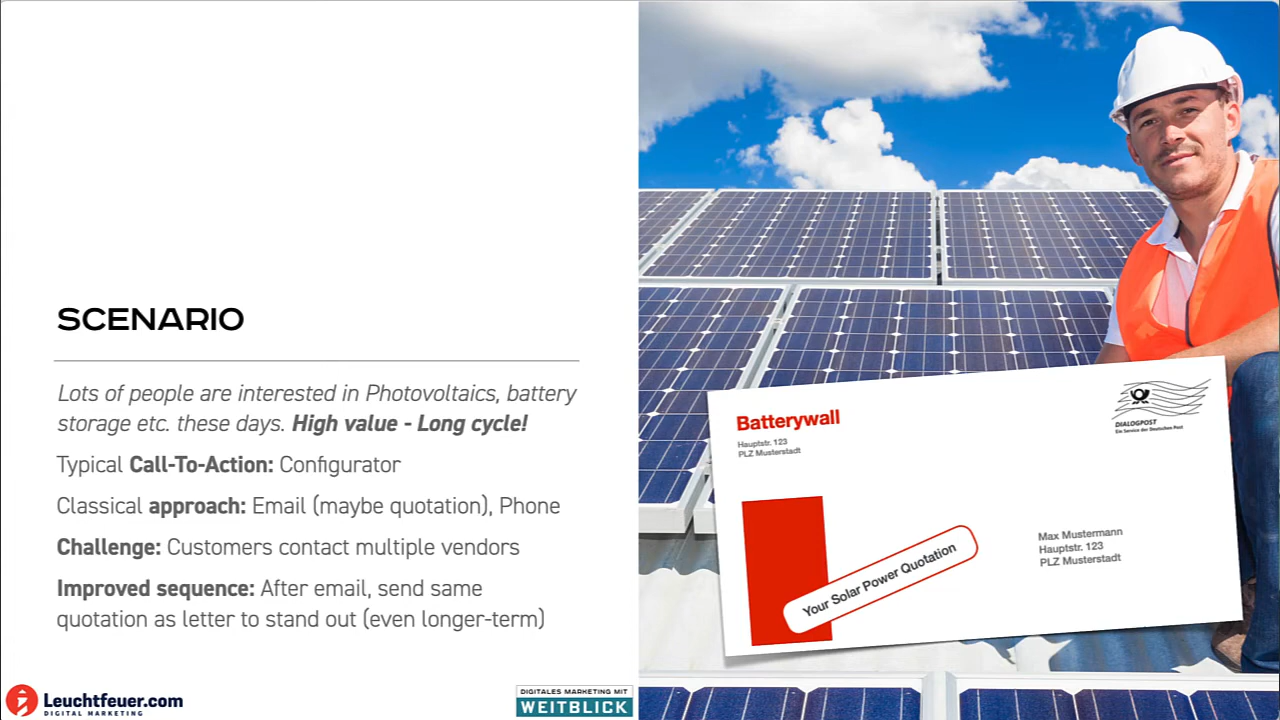 SCENARIO
Lots of people are interested in Photovoltaics, battery
storage etc. these days. High value - Long cycle!
Typical Call-To-Action: Configurator
Classical approach: Email (maybe quotation), Phone
Challenge: Customers contact multiple vendors
Improved sequence: After email, send same
quotation as letter to stand out (even longer-term)
Leuchtfeuer.com
DIGITAL MARKETING
DIGITALES MARKETING MIT
WEITBLICK
Batterywall
Hauptstr. 123
PLZ Musterstadt
DIALOGPOST
Ein Service der Deutschen Post
Your Solar Power Quotation
Max Mustermann
Hauptstr. 123
PLZ Musterstadt